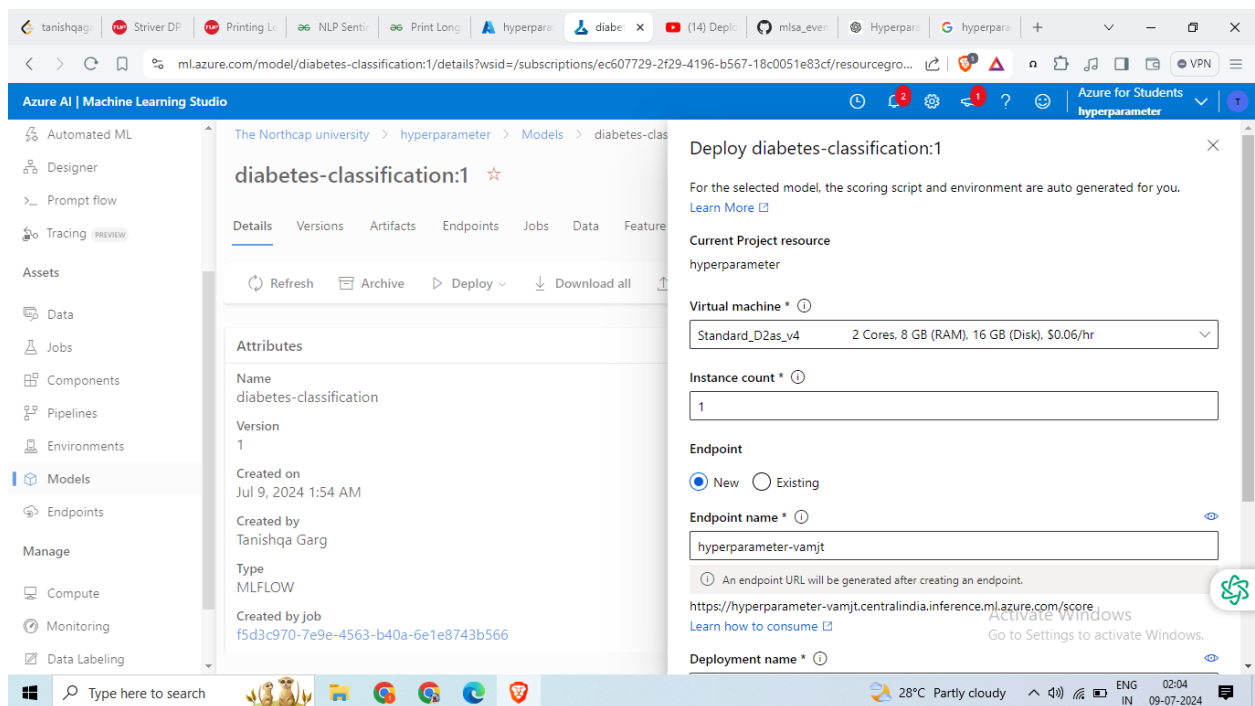 tanishqaga
Striver DP
Printing Lo
NLP Senti
Print Long
hyperpara
diabe
(14) Deplo
mlsa_even
Hyperpara
hyperpara
ml.azure.com/model/diabetes-classification:1/details?wsid=/subscriptions/ec607729-2f29-4196-b567-18c0051e83cf/resourcegro...
VPN
Azure AI | Machine Learning Studio
2
1
Azure for Students
hyperparameter
T
Automated ML
Designer
Prompt flow
Tracing PREVIEW
Assets
Data
Jobs
Components
Pipelines
Environments
Models
Endpoints
Manage
Compute
Monitoring
Data Labeling
The Northcap university > hyperparameter > Models > diabetes-clas
diabetes-classification:1
Details Versions Artifacts Endpoints Jobs Data Feature
Refresh Archive Deploy Download all
Attributes
Name
diabetes-classification
Version
1
Created on
Jul 9, 2024 1:54 AM
Created by
Tanishqa Garg
Type
MLFLOW
Created by job
f5d3c970-7e9e-4563-b40a-6e1e8743b566
Deploy diabetes-classification:1
For the selected model, the scoring script and environment are auto generated for you.
Learn More
Current Project resource
hyperparameter
Virtual machine *
Standard_D2as_v4 2 Cores, 8 GB (RAM), 16 GB (Disk), $0.06/hr
Instance count *
1
Endpoint
New Existing
Endpoint name *
hyperparameter-vamjt
An endpoint URL will be generated after creating an endpoint.
https://hyperparameter-vamjt.centralindia.inference.ml.azure.com/score
Learn how to consume
Deployment name *
Activate Windows
Go to Settings to activate Windows.
Type here to search
28°C Partly cloudy
ENG
IN
02:04
09-07-2024